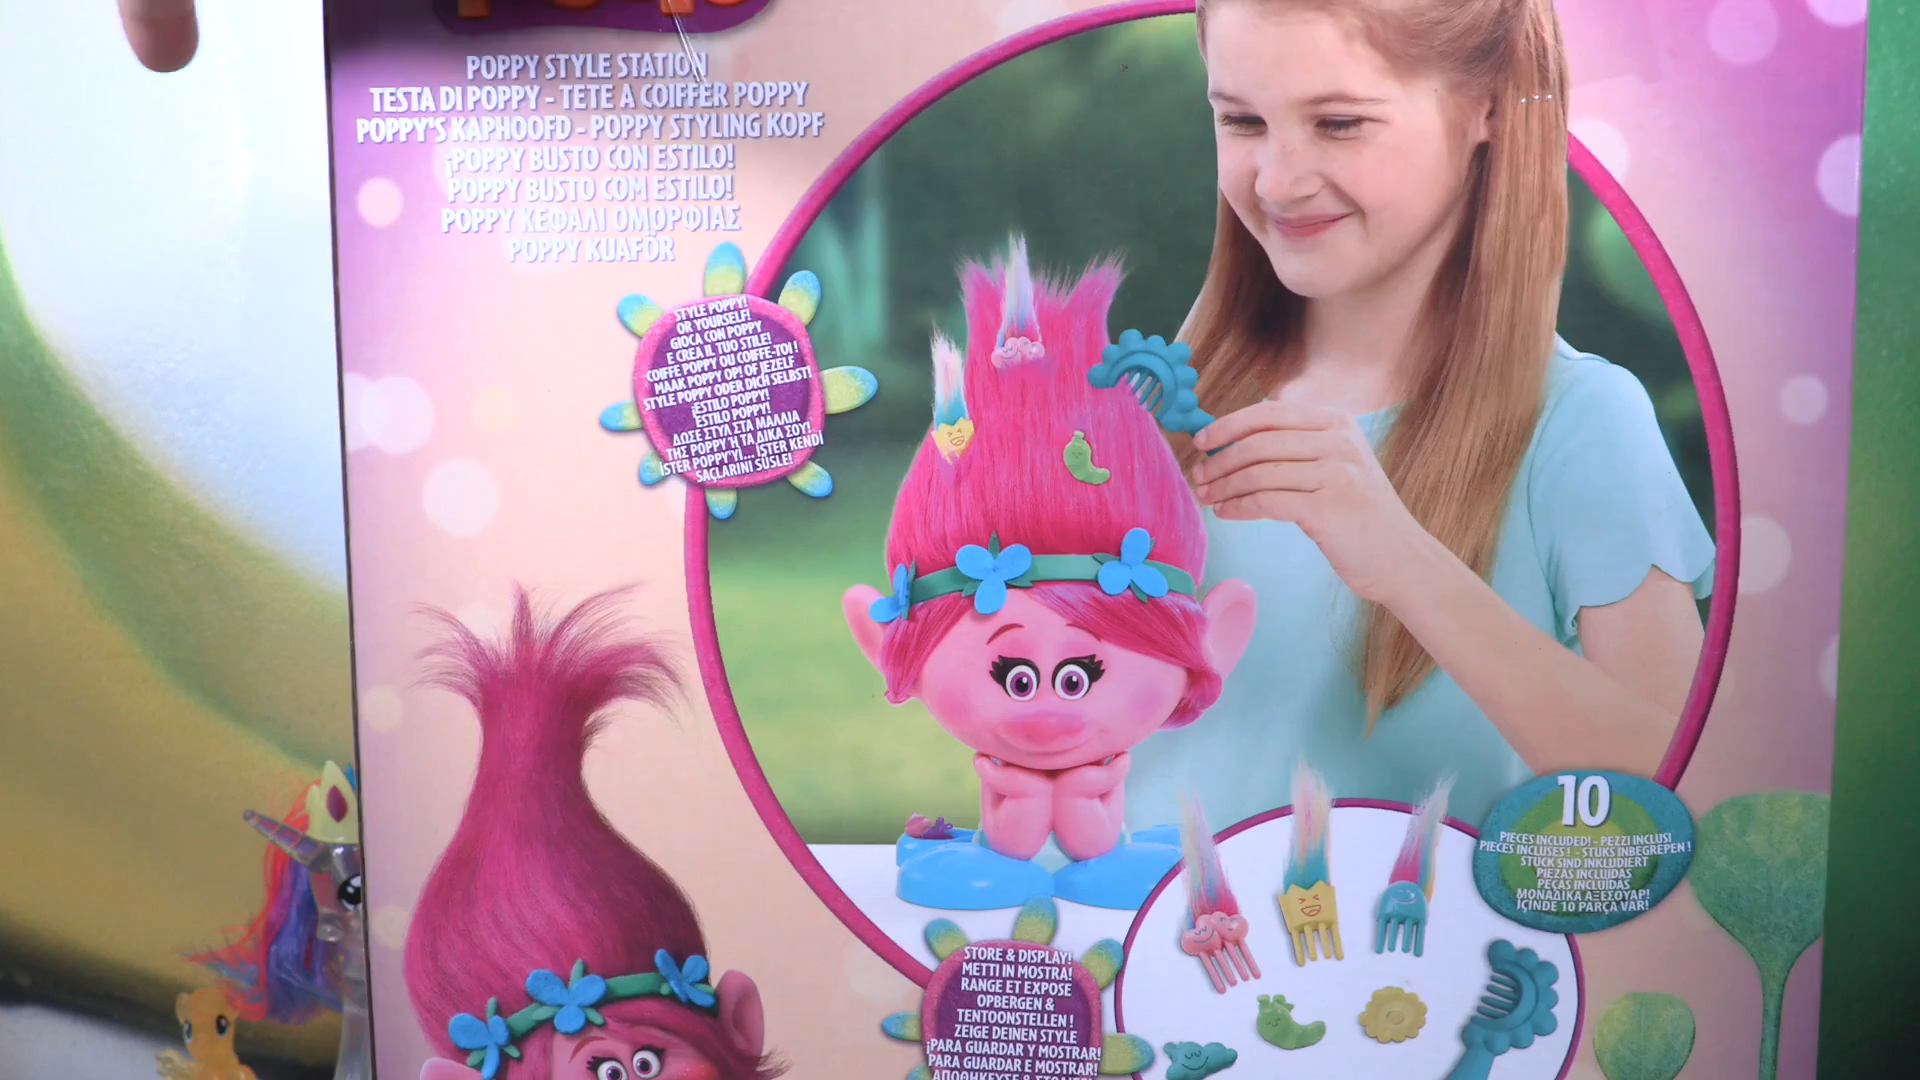 POPPY STYLE STATION
TESTA DI POPPY - TETE A COIFFER POPPY
POPPY'S KAPHOOFD - POPPY STYLING KOPF
¡POPPY BUSTO CON ESTILO!
POPPY BUSTO COM ESTILO!
POPPY ΚΕΦΑΛΙ ΟΜΟΡΦΙΑΣ
POPPY KUAFÖR
STYLE POPPY!
OR YOURSELF!
GIOCA CON POPPY
E CREA IL TUO STILE!
COIFFE POPPY OU COIFFE-TOI !
MAAK POPPY OP! OF JEZELF
STYLE POPPY ODER DICH SELBST!
¡ESTILO POPPY!
ESTILO POPPY!
ΔΩΣΕ ΣΤΥΛ ΣΤΑ ΜΑΛΛΙΑ
ΤΗΣ POPPY Ή ΤΑ ΔΙΚΑ ΣΟΥ!
İSTER POPPY'Yİ... İSTER KENDİ
SAÇLARINI SÜSLE!
10
PIECES INCLUDED! - PEZZI INCLUSI
PIECES INCLUSES ! - STUKS INBEGREPEN !
STÜCK SIND INKLUDIERT
PIEZAS INCLUIDAS
PEÇAS INCLUÍDAS
ΜΟΝΑΔΙΚΑ ΑΞΕΣΟΥΑΡ!
İÇİNDE 10 PARÇA VAR!
STORE & DISPLAY!
METTI IN MOSTRA!
RANGE ET EXPOSE
OPBERGEN &
TENTOONSTELLEN !
ZEIGE DEINEN STYLE
¡PARA GUARDAR Y MOSTRAR!
PARA GUARDAR E MOSTRAR!
ΑΠΟΘΗΚΕΥΣΕ &